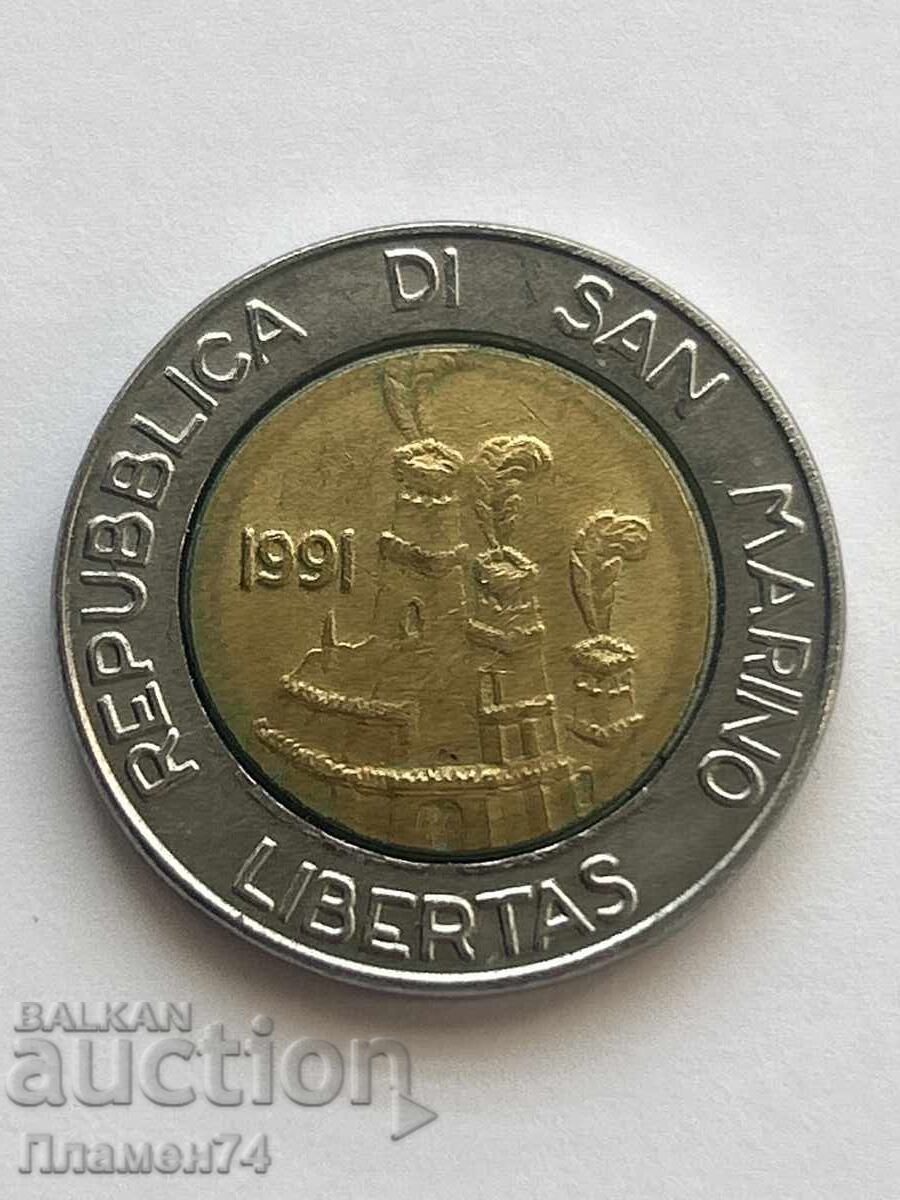 REPUBBLICA DI SAN MARINO
1991
LIBERTAS
BALKAN
auction
Пламен74